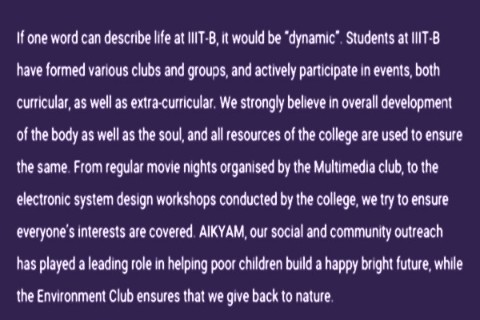 If one word can describe life at IIIT-B, it would be "dynamic". Students at IIIT-B
have formed various clubs and groups, and actively participate in events, both
curricular, as well as extra-curricular. We strongly believe in overall development
of the body as well as the soul, and all resources of the college are used to ensure
the same. From regular movie nights organised by the Multimedia club, to the
electronic system design workshops conducted by the college, we try to ensure
everyone's interests are covered. AIKYAM, our social and community outreach
has played a leading role in helping poor children build a happy bright future, while
the Environment Club ensures that we give back to nature.